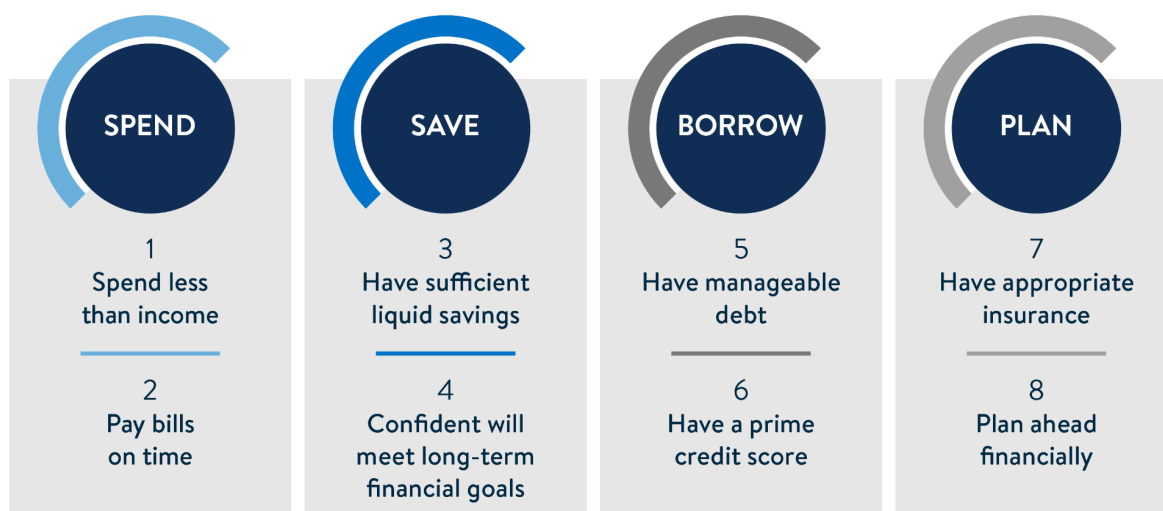 SPEND
1
Spend less
than income
2
Pay bills
on time
SAVE
3
Have sufficient
liquid savings
4
Confident will
meet long-term
financial goals
BORROW
5
Have manageable
debt
6
Have a prime
credit score
PLAN
7
Have appropriate
insurance
8
Plan ahead
financially